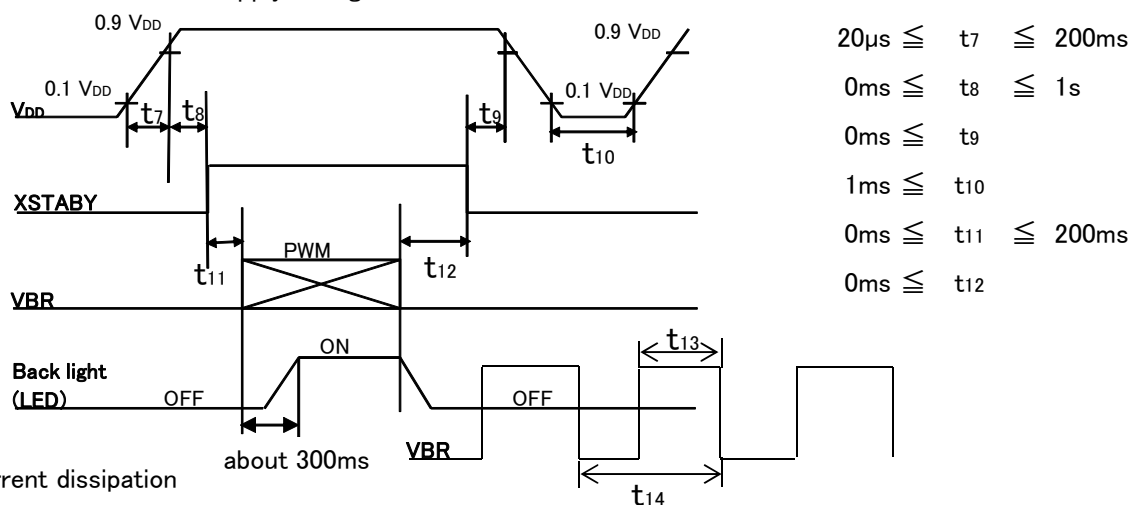 0.9 VDD
0.9 VDD
0.1 VDD
0.1 VDD
VDD
t7
t8
t9
t10
XSTABY
t11
PWM
t12
VBR
Back light
(LED)
OFF
ON
OFF
about 300ms
VBR
t13
t14
rrent dissipation
20μs ≦ t7 ≦ 200ms
0ms ≦ t8 ≦ 1s
0ms ≦ t9
1ms ≦ t10
0ms ≦ t11 ≦ 200ms
0ms ≦ t12